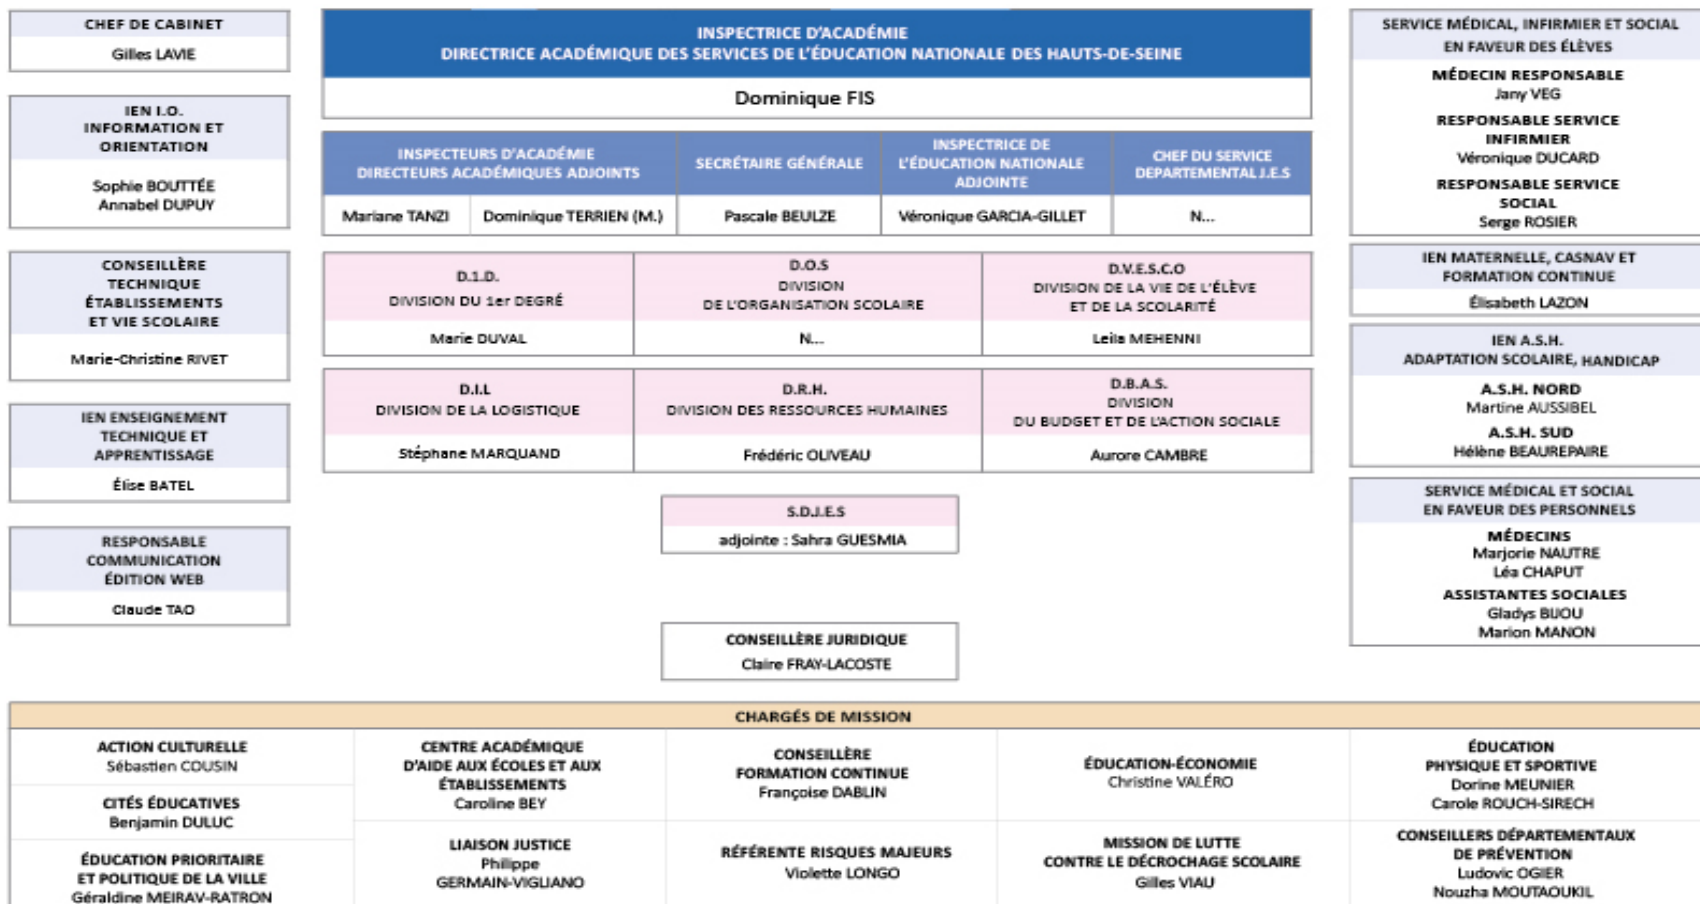 CHEF DE CABINET
Gilles LAVIE
IEN I.O.
INFORMATION ET
ORIENTATION
Sophie BOUTTÉE
Annabel DUPUY
CONSEILLÈRE
TECHNIQUE
ÉTABLISSEMENTS
ET VIE SCOLAIRE
Marie-Christine RIVET
IEN ENSEIGNEMENT
TECHNIQUE ET
APPRENTISSAGE
Élise BATEL
RESPONSABLE
COMMUNICATION
ÉDITION WEB
Claude TAO
INSPECTRICE D'ACADÉMIE
DIRECTRICE ACADÉMIQUE DES SERVICES DE L'ÉDUCATION NATIONALE DES HAUTS-DE-SEINE
Dominique FIS
INSPECTEURS D'ACADÉMIE
DIRECTEURS ACADÉMIQUES ADJOINTS
Mariane TANZI
Dominique TERRIEN (M.)
SECRÉTAIRE GÉNÉRALE
Pascale BEULZE
INSPECTRICE DE
L'ÉDUCATION NATIONALE
ADJOINTE
Véronique GARCIA-GILLET
CHEF DU SERVICE
DEPARTEMENTAL J.E.S
N...
D.1.D.
DIVISION DU 1er DEGRÉ
Marie DUVAL
D.O.S
DIVISION
DE L'ORGANISATION SCOLAIRE
N...
D.V.E.S.C.O
DIVISION DE LA VIE DE L'ÉLÈVE
ET DE LA SCOLARITÉ
Leila MEHENNI
D.I.L
DIVISION DE LA LOGISTIQUE
Stéphane MARQUAND
D.R.H.
DIVISION DES RESSOURCES HUMAINES
Frédéric OLIVEAU
D.B.A.S.
DIVISION
DU BUDGET ET DE L'ACTION SOCIALE
Aurore CAMBRE
S.D.J.E.S
adjointe : Sahra GUESMIA
CONSEILLÈRE JURIDIQUE
Claire FRAY-LACOSTE
SERVICE MÉDICAL, INFIRMIER ET SOCIAL
EN FAVEUR DES ÉLÈVES
MÉDECIN RESPONSABLE
Jany VEG
RESPONSABLE SERVICE
INFIRMIER
Véronique DUCARD
RESPONSABLE SERVICE
SOCIAL
Serge ROSIER
IEN MATERNELLE, CASNAV ET
FORMATION CONTINUE
Élisabeth LAZON
IEN A.S.H.
ADAPTATION SCOLAIRE, HANDICAP
A.S.H. NORD
Martine AUSSIBEL
A.S.H. SUD
Hélène BEAUREPAIRE
SERVICE MÉDICAL ET SOCIAL
EN FAVEUR DES PERSONNELS
MÉDECINS
Marjorie NAUTRE
Léa CHAPUT
ASSISTANTES SOCIALES
Gladys BIJOU
Marion MANON
CHARGÉS DE MISSION
ACTION CULTURELLE
Sébastien COUSIN
CITÉS ÉDUCATIVES
Benjamin DULUC
ÉDUCATION PRIORITAIRE
ET POLITIQUE DE LA VILLE
Géraldine MEIRAV-RATRON
CENTRE ACADÉMIQUE
D'AIDE AUX ÉCOLES ET AUX
ÉTABLISSEMENTS
Caroline BEY
LIAISON JUSTICE
Philippe
GERMAIN-VIGLIANO
CONSEILLÈRE
FORMATION CONTINUE
Françoise DABLIN
RÉFÉRENTE RISQUES MAJEURS
Violette LONGO
ÉDUCATION-ÉCONOMIE
Christine VALÉRO
MISSION DE LUTTE
CONTRE LE DÉCROCHAGE SCOLAIRE
Gilles VIAU
ÉDUCATION
PHYSIQUE ET SPORTIVE
Dorine MEUNIER
Carole ROUCH-SIRECH
CONSEILLERS DÉPARTEMENTAUX
DE PRÉVENTION
Ludovic OGIER
Nouzha MOUTAOUKIL